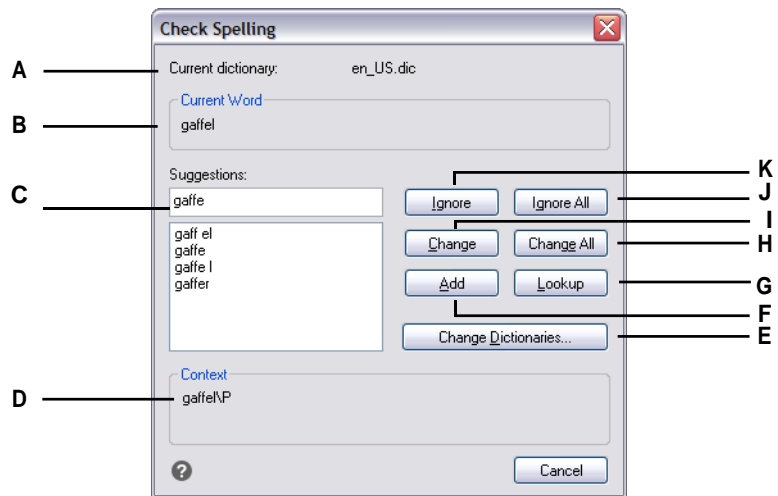 Check Spelling
A Current dictionary: en_US.dic
Current Word
B gaffel
K
Suggestions:
C gaffe Ignore Ignore All J
I
gaff el Change Change All H
gaffe
gaffe l
gaffer Add Lookup G
F
Change Dictionaries... E
Context
D gaffel\P
? Cancel